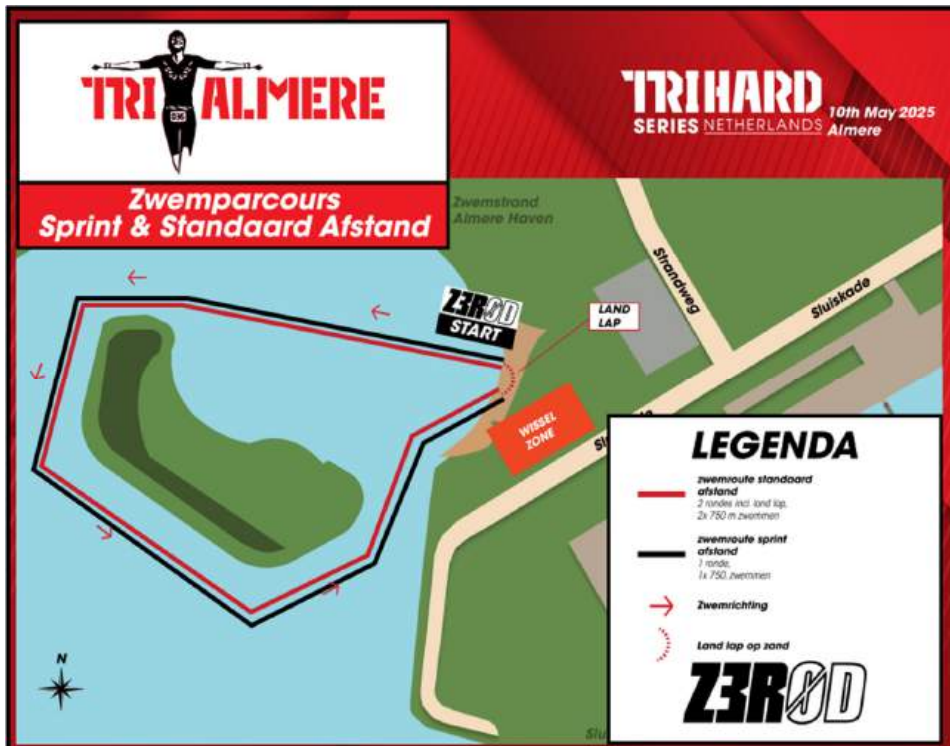 TRI ALMERE
036
Zwemparcours
Sprint & Standaard Afstand
TRIHARD
SERIES NETHERLANDS
10th May 2025
Almere
Zwemstrand
Almere Haven
Z3RØD
START
LAND
LAP
Strandweg
Sluiskade
WISSEL
ZONE
LEGENDA
zwemroute standaard
afstand
2 rondes incl. land lap,
2x 750 m zwemmen
zwemroute sprint
afstand
1 ronde,
1x 750, zwemmen
Zwemrichting
Land lap op zand
Z3RØD
N